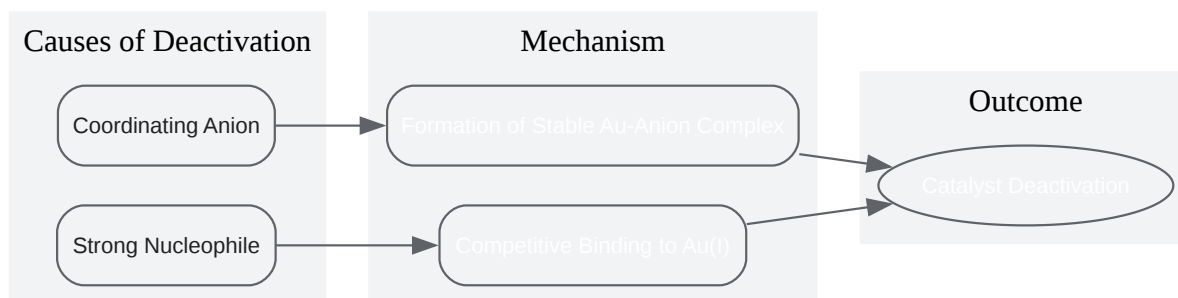 Causes of Deactivation
Coordinating Anion
Strong Nucleophile
Mechanism
Formation of Stable Au-Anion Complex
Competitive Binding to Au(I)
Outcome
Catalyst Deactivation